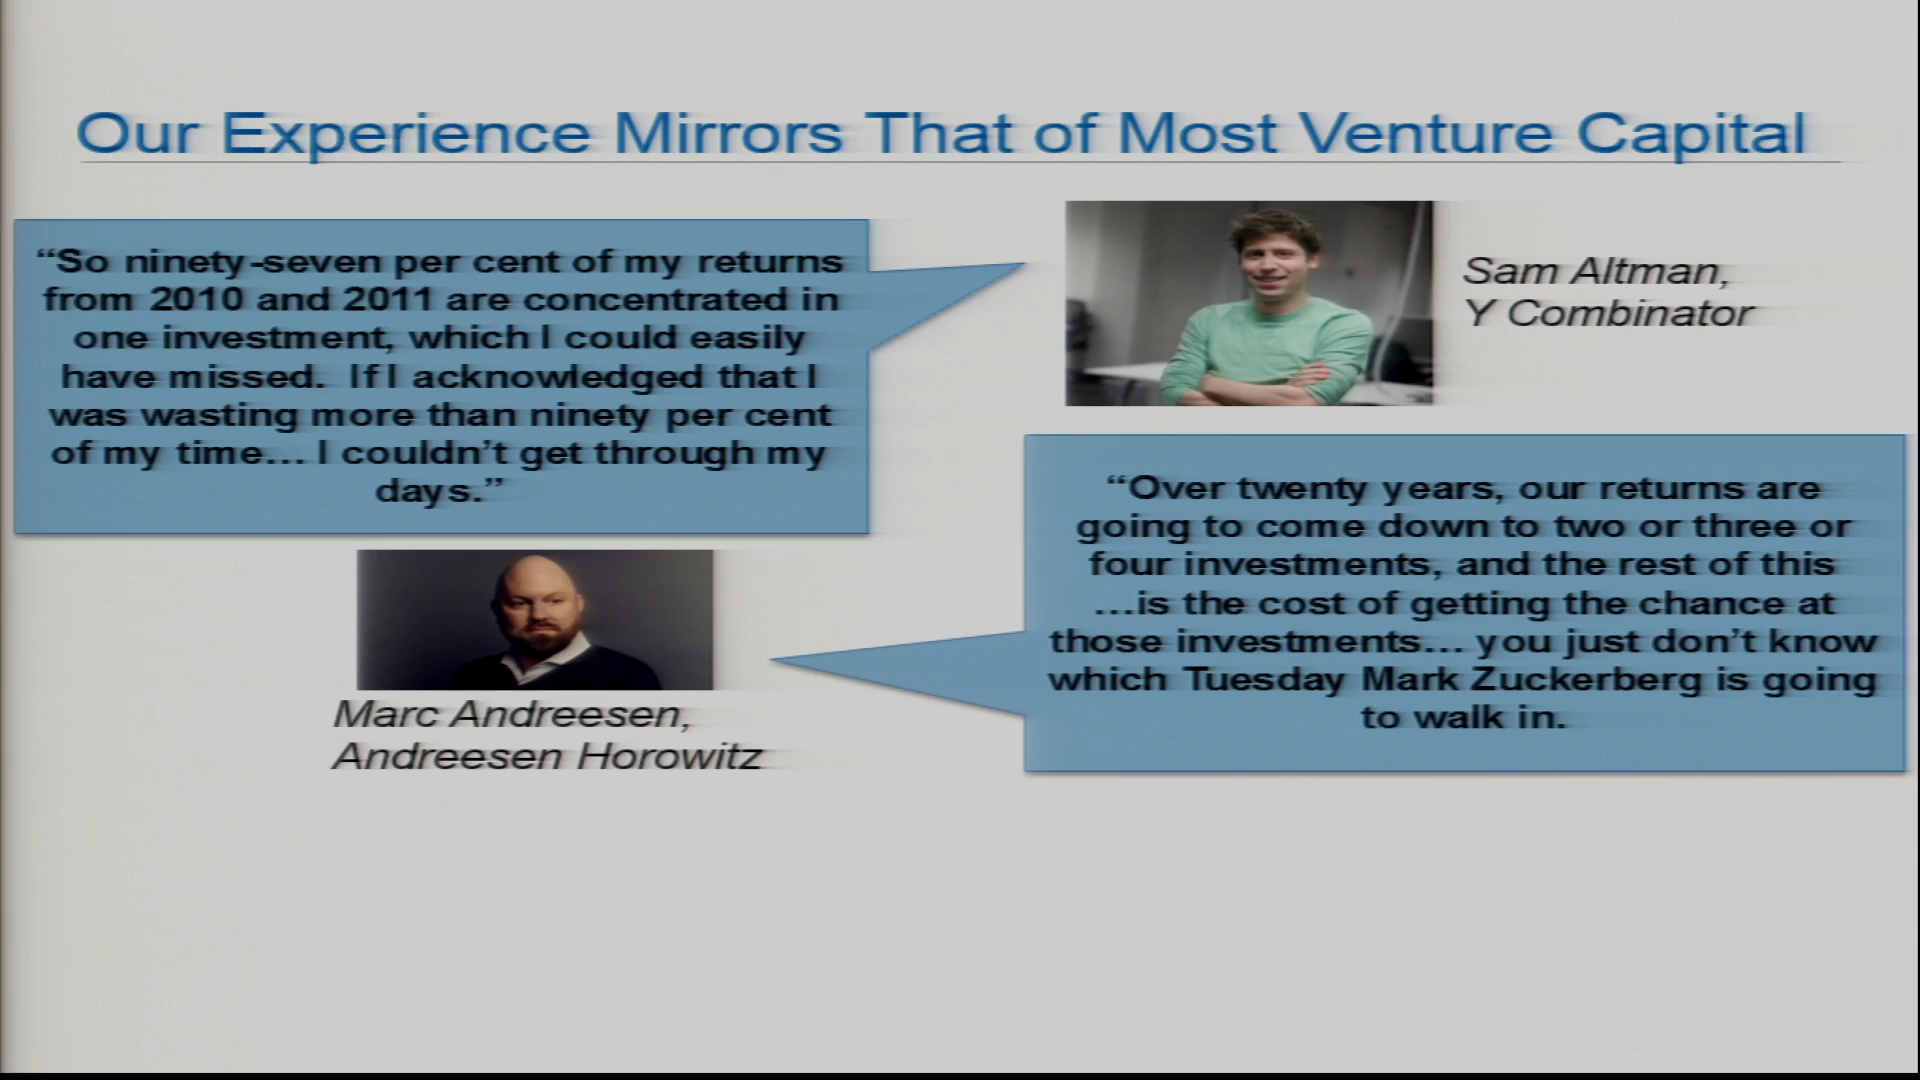 Our Experience Mirrors That of Most Venture Capital
“So ninety-seven per cent of my returns
from 2010 and 2011 are concentrated in
one investment, which I could easily
have missed. If I acknowledged that I
was wasting more than ninety per cent
of my time... I couldn’t get through my
days.”
Sam Altman,
Y Combinator
“Over twenty years, our returns are
going to come down to two or three or
four investments, and the rest of this
...is the cost of getting the chance at
those investments... you just don’t know
which Tuesday Mark Zuckerberg is going
to walk in.
Marc Andreesen,
Andreesen Horowitz